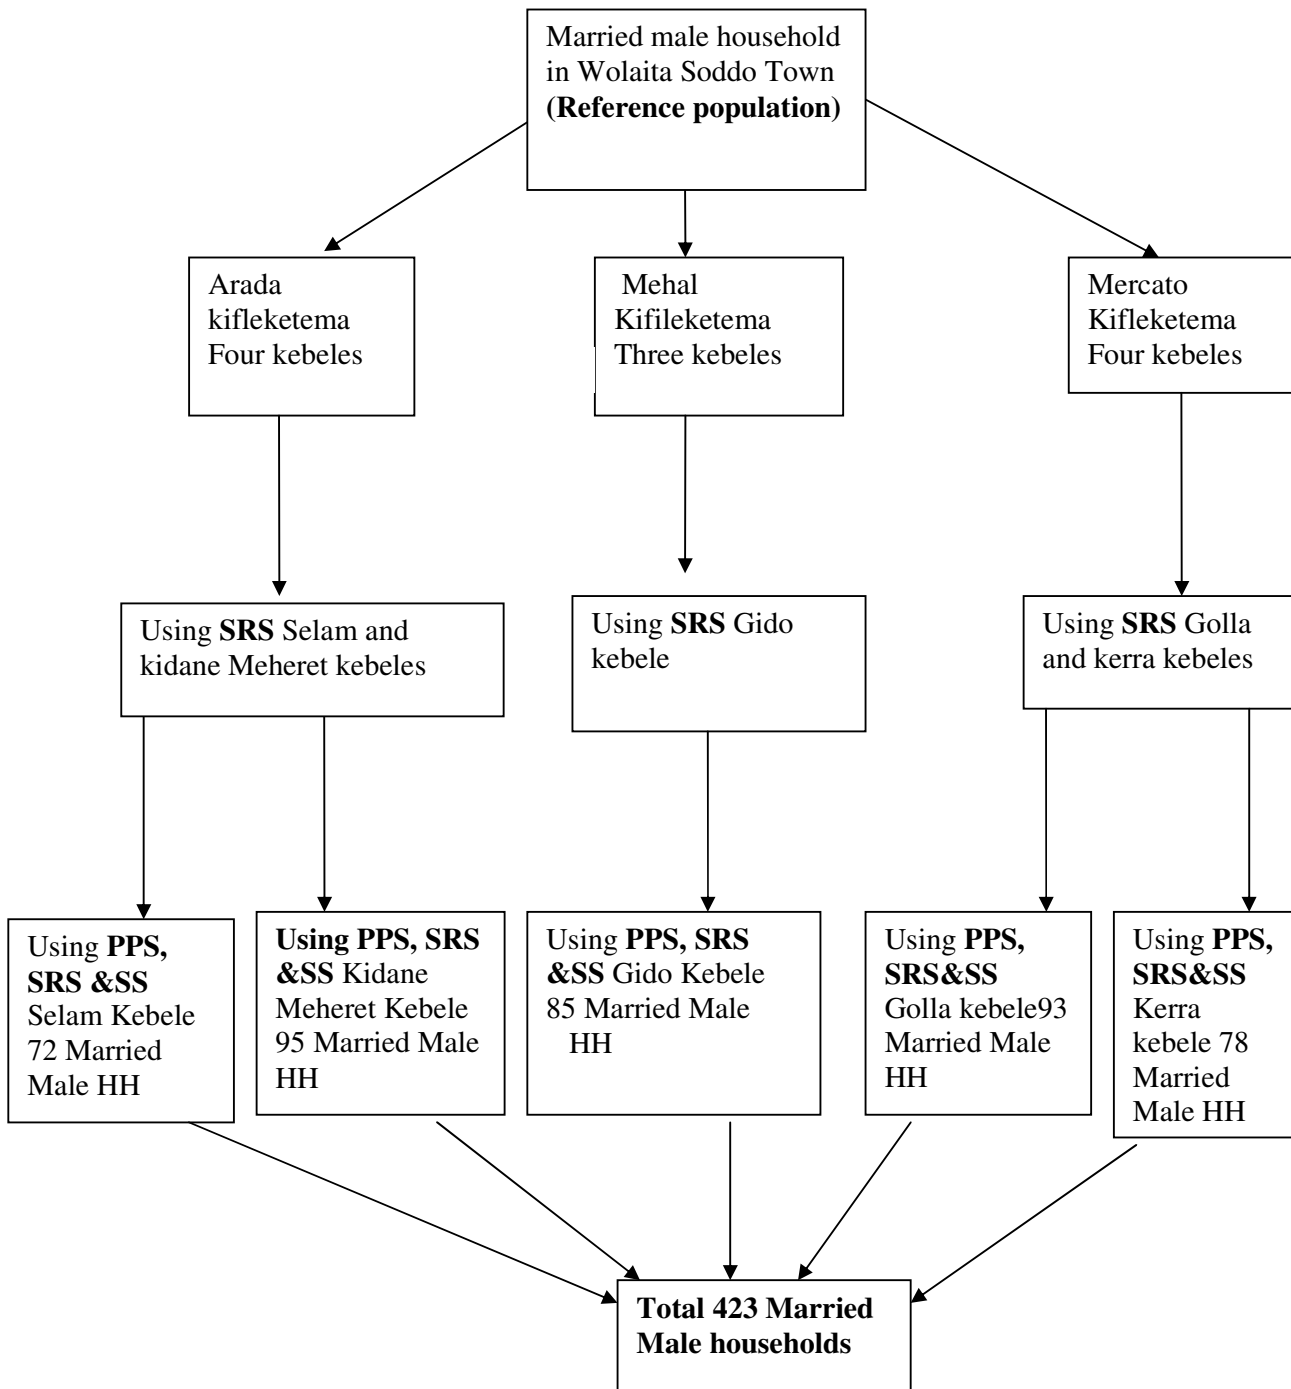 Married male household
in Wolaita Soddo Town
(Reference population)
Arada
kifleketema
Four kebeles
Mehal
Kifileketema
Three kebeles
Mercato
Kifleketema
Four kebeles
Using SRS Selam and
kidane Meheret kebeles
Using SRS Gido
kebele
Using SRS Golla
and kerra kebeles
Using PPS,
SRS &SS
Selam Kebele
72 Married
Male HH
Using PPS, SRS
&SS Kidane
Meheret Kebele
95 Married Male
HH
Using PPS, SRS
&SS Gido Kebele
85 Married Male
HH
Using PPS,
SRS&SS
Golla kebele93
Married Male
HH
Using PPS,
SRS&SS
Kerra
kebele 78
Married
Male HH
Total 423 Married
Male households